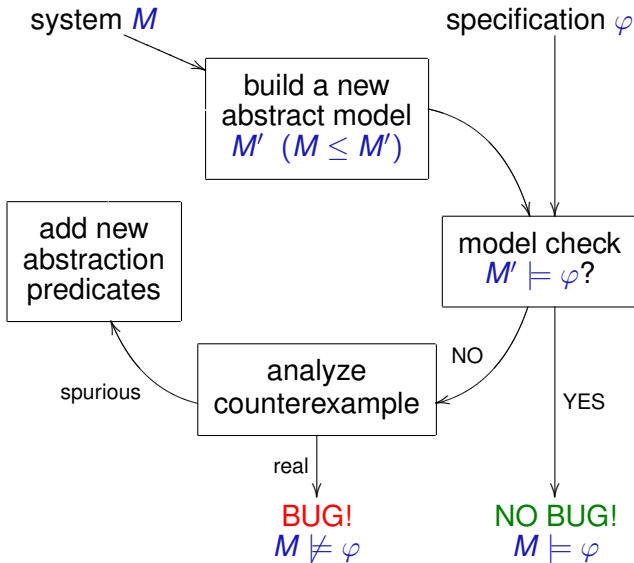 system M
specification φ
build a new
abstract model
M′ (M ≤ M′)
add new
abstraction
predicates
model check
M′ ⊨ φ?
NO
analyze
counterexample
spurious
YES
real
BUG!
M ⊭ φ
NO BUG!
M ⊨ φ